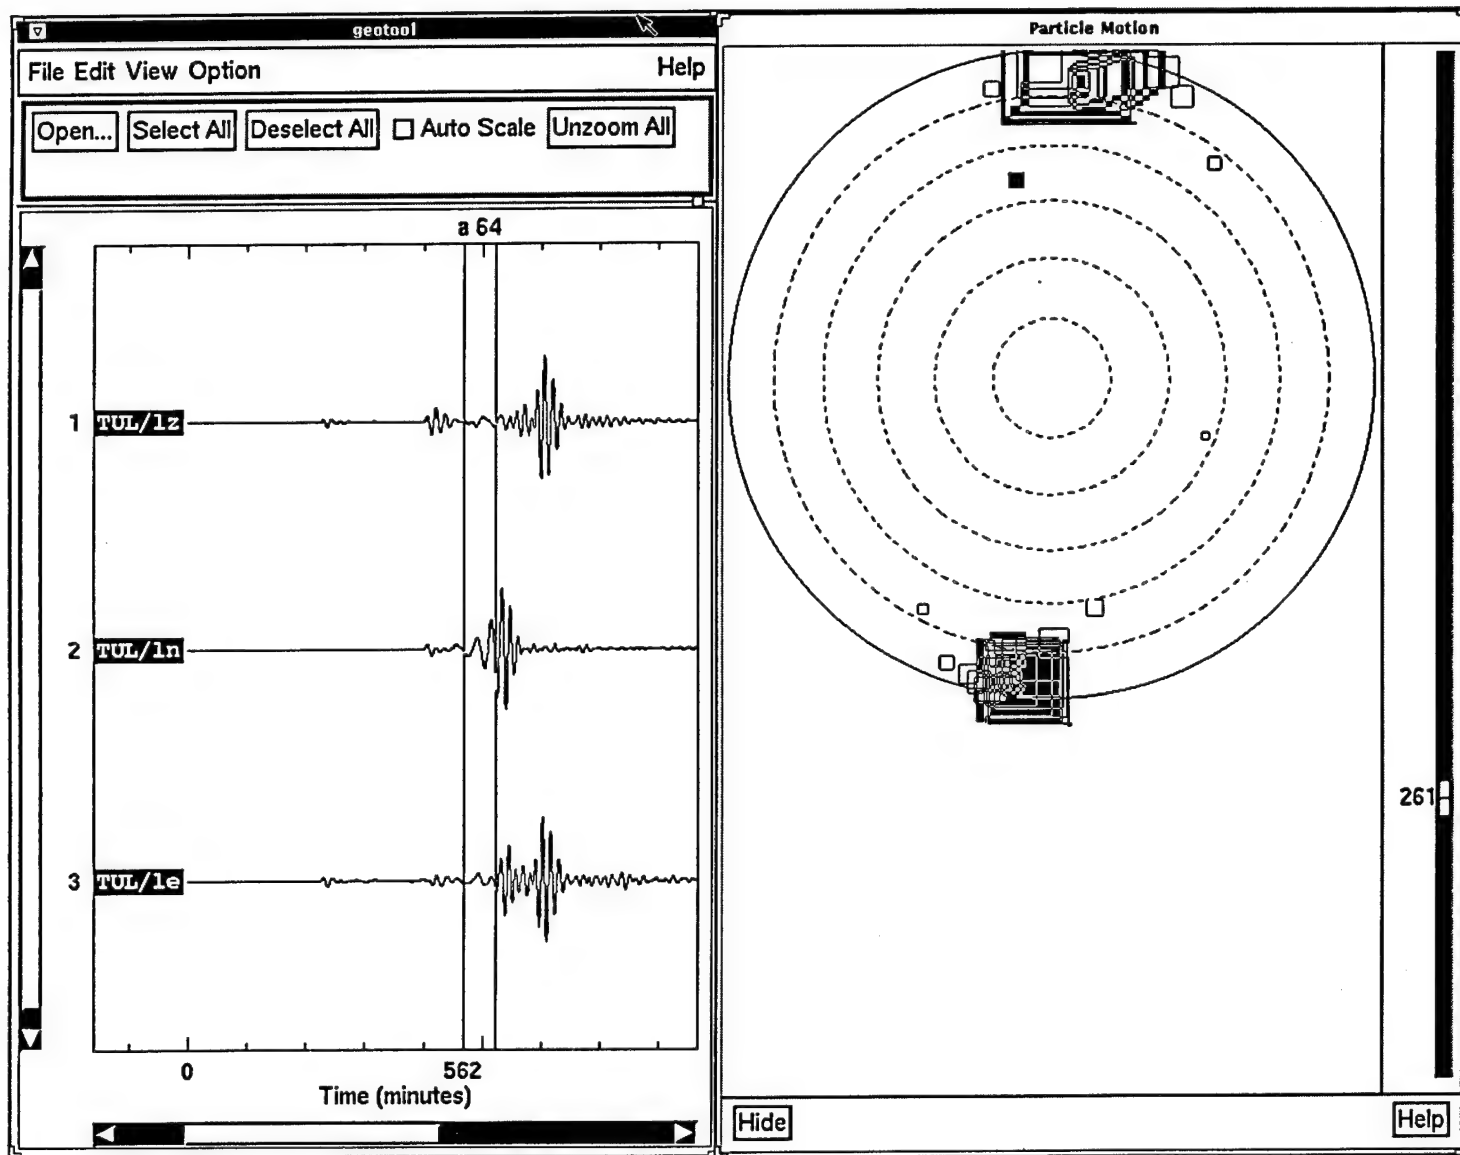 geotool
File Edit View Option Help
Open... Select All Deselect All Auto Scale Unzoom All
a 64
1 TUL/lz
2 TUL/ln
3 TUL/le
0 562
Time (minutes)
Particle Motion
261
Hide Help